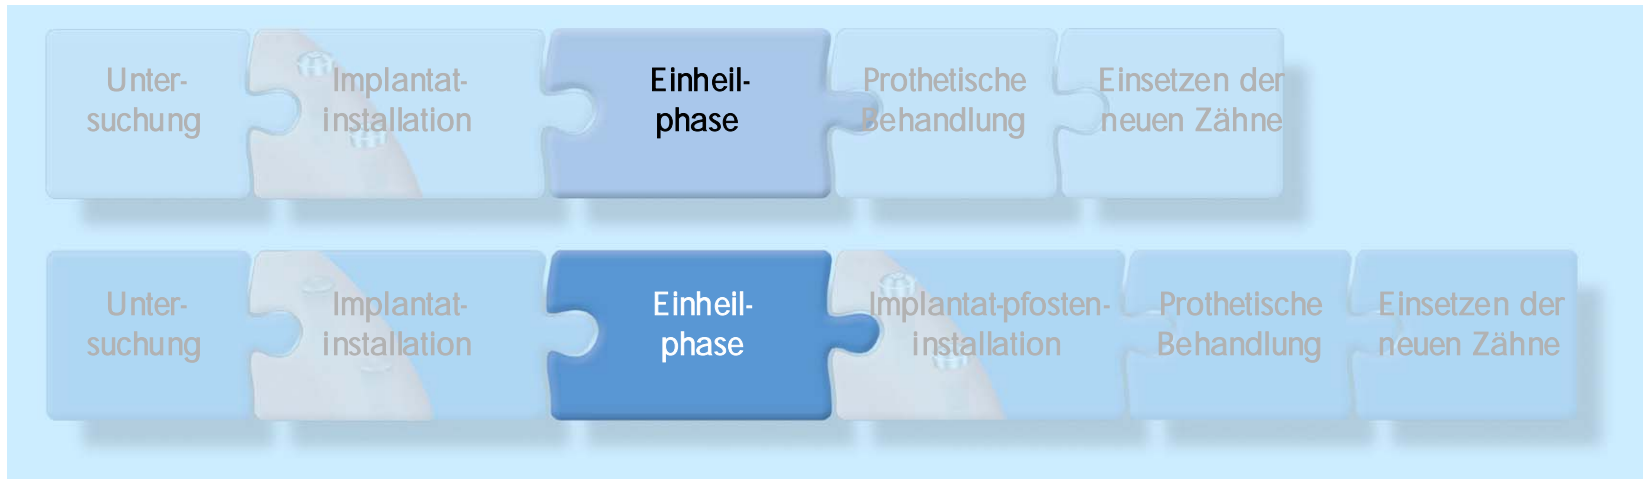 Unter-
suchung
Implantat-
installation
Einheil-
phase
Prothetische
Behandlung
Einsetzen der
neuen Zähne
Unter-
suchung
Implantat-
installation
Einheil-
phase
Implantat-pfosten-
installation
Prothetische
Behandlung
Einsetzen der
neuen Zähne